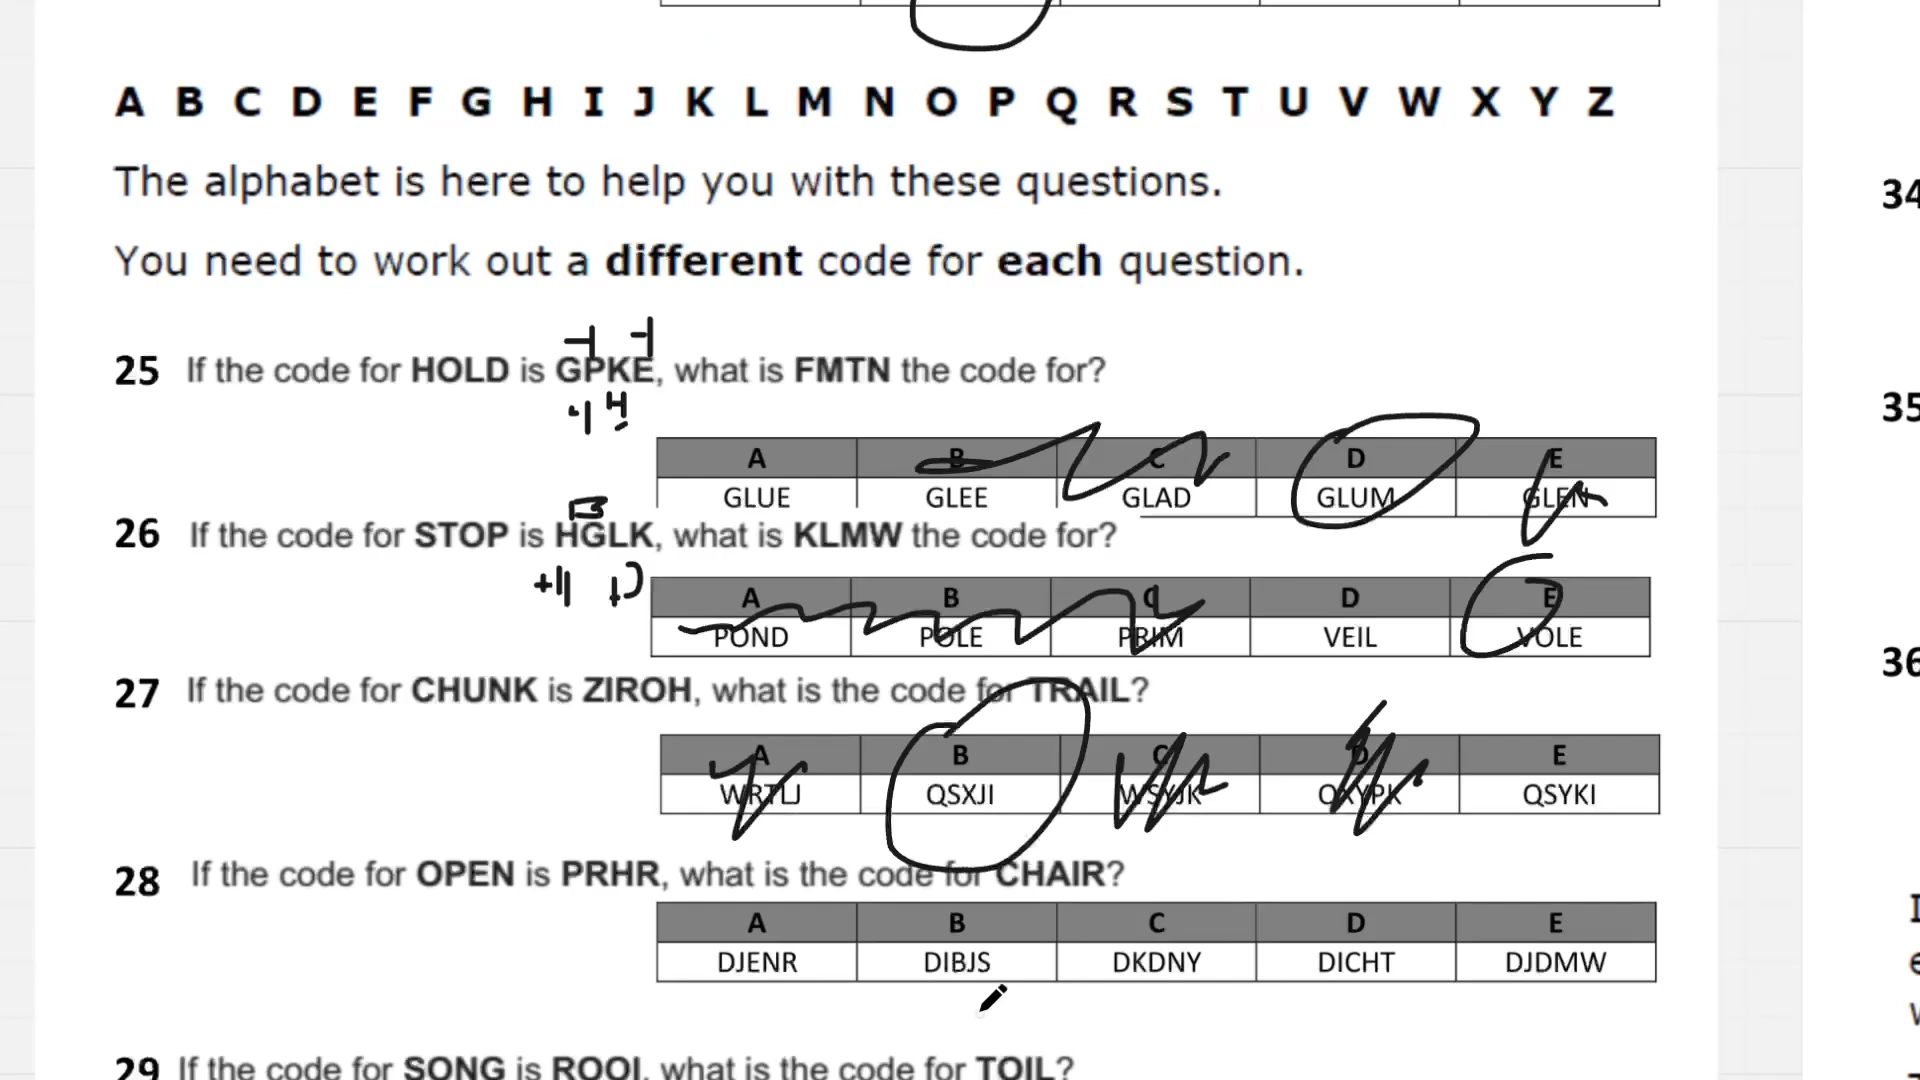 A B C D E F G H I J K L M N O P Q R S T U V W X Y Z
The alphabet is here to help you with these questions.
You need to work out a different code for each question.
25 If the code for HOLD is GPKE, what is FMTN the code for?
A B C D E
GLUE GLEE GLAD GLUM GLEN
26 If the code for STOP is HGLK, what is KLMW the code for?
A B C D E
POND POLE PRIM VEIL VOLE
27 If the code for CHUNK is ZIROH, what is the code for TRAIL?
A B C D E
WRTLJ QSXJI WSYJK QXYPK QSYKI
28 If the code for OPEN is PRHR, what is the code for CHAIR?
A B C D E
DJENR DIBJS DKDNY DICHT DJDMW
29 If the code for SONG is ROOI, what is the code for TOIL?
34
35
36